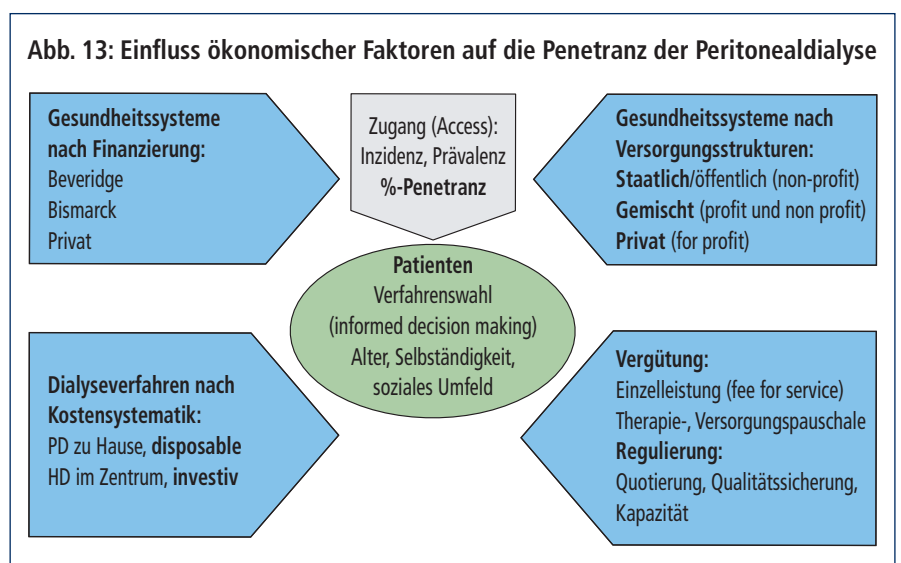 Abb. 13: Einfluss ökonomischer Faktoren auf die Penetranz der Peritonealdialyse
Gesundheitssysteme
nach Finanzierung:
Beveridge
Bismarck
Privat
Zugang (Access):
Inzidenz, Prävalenz
%-Penetranz
Gesundheitssysteme nach
Versorgungsstrukturen:
Staatlich/öffentlich (non-profit)
Gemischt (profit und non profit)
Privat (for profit)
Patienten
Verfahrenswahl
(informed decision making)
Alter, Selbständigkeit,
soziales Umfeld
Dialyseverfahren nach
Kostensystematik:
PD zu Hause, disposable
HD im Zentrum, investiv
Vergütung:
Einzelleistung (fee for service)
Therapie-, Versorgungspauschale
Regulierung:
Quotierung, Qualitätssicherung,
Kapazität